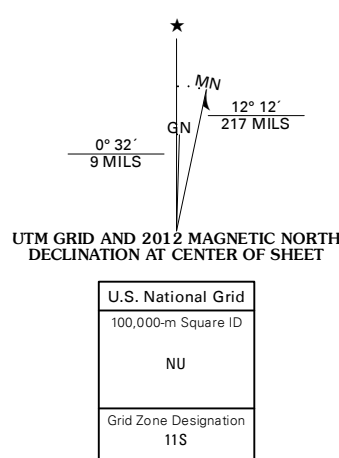 ★
MN
12° 12´
217 MILS
GN
0° 32´
9 MILS
UTM GRID AND 2012 MAGNETIC NORTH
DECLINATION AT CENTER OF SHEET
U.S. National Grid
100,000-m Square ID
NU
Grid Zone Designation
11S